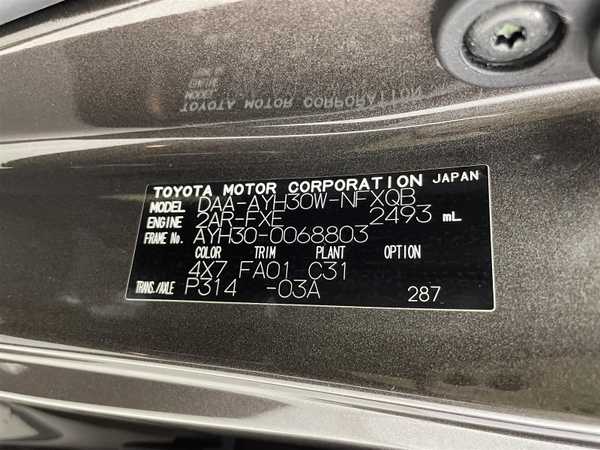 TOYOTA MOTOR CORPORATION JAPAN
MODEL DAA-AYH30W-NFXQB
ENGINE 2AR-FXE 2493 mL
FRAME No. AYH30-0068803
COLOR TRIM PLANT OPTION
4X7 FA01 C31
TRANS./AXLE P314 -03A 287